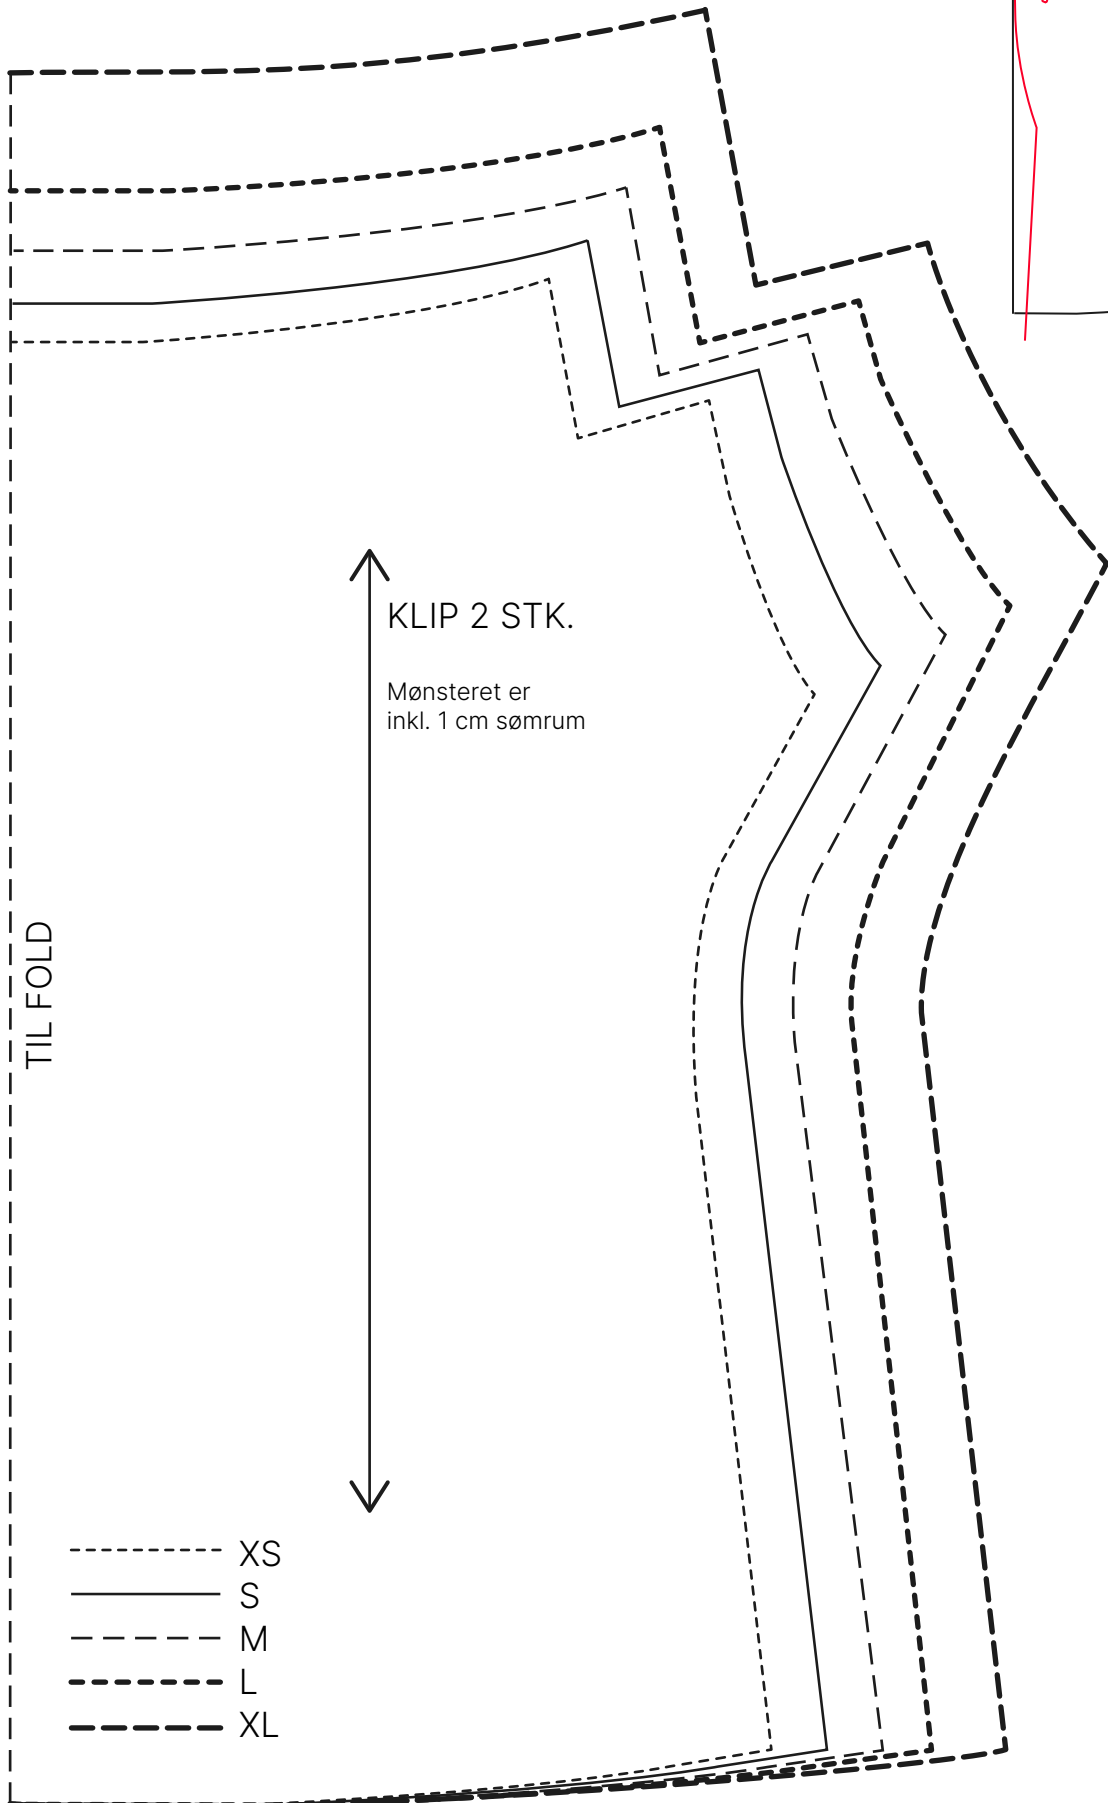 KLIP 2 STK.
Mønsteret er
inkl. 1 cm sømrum
TIL FOLD
XS
S
M
L
XL